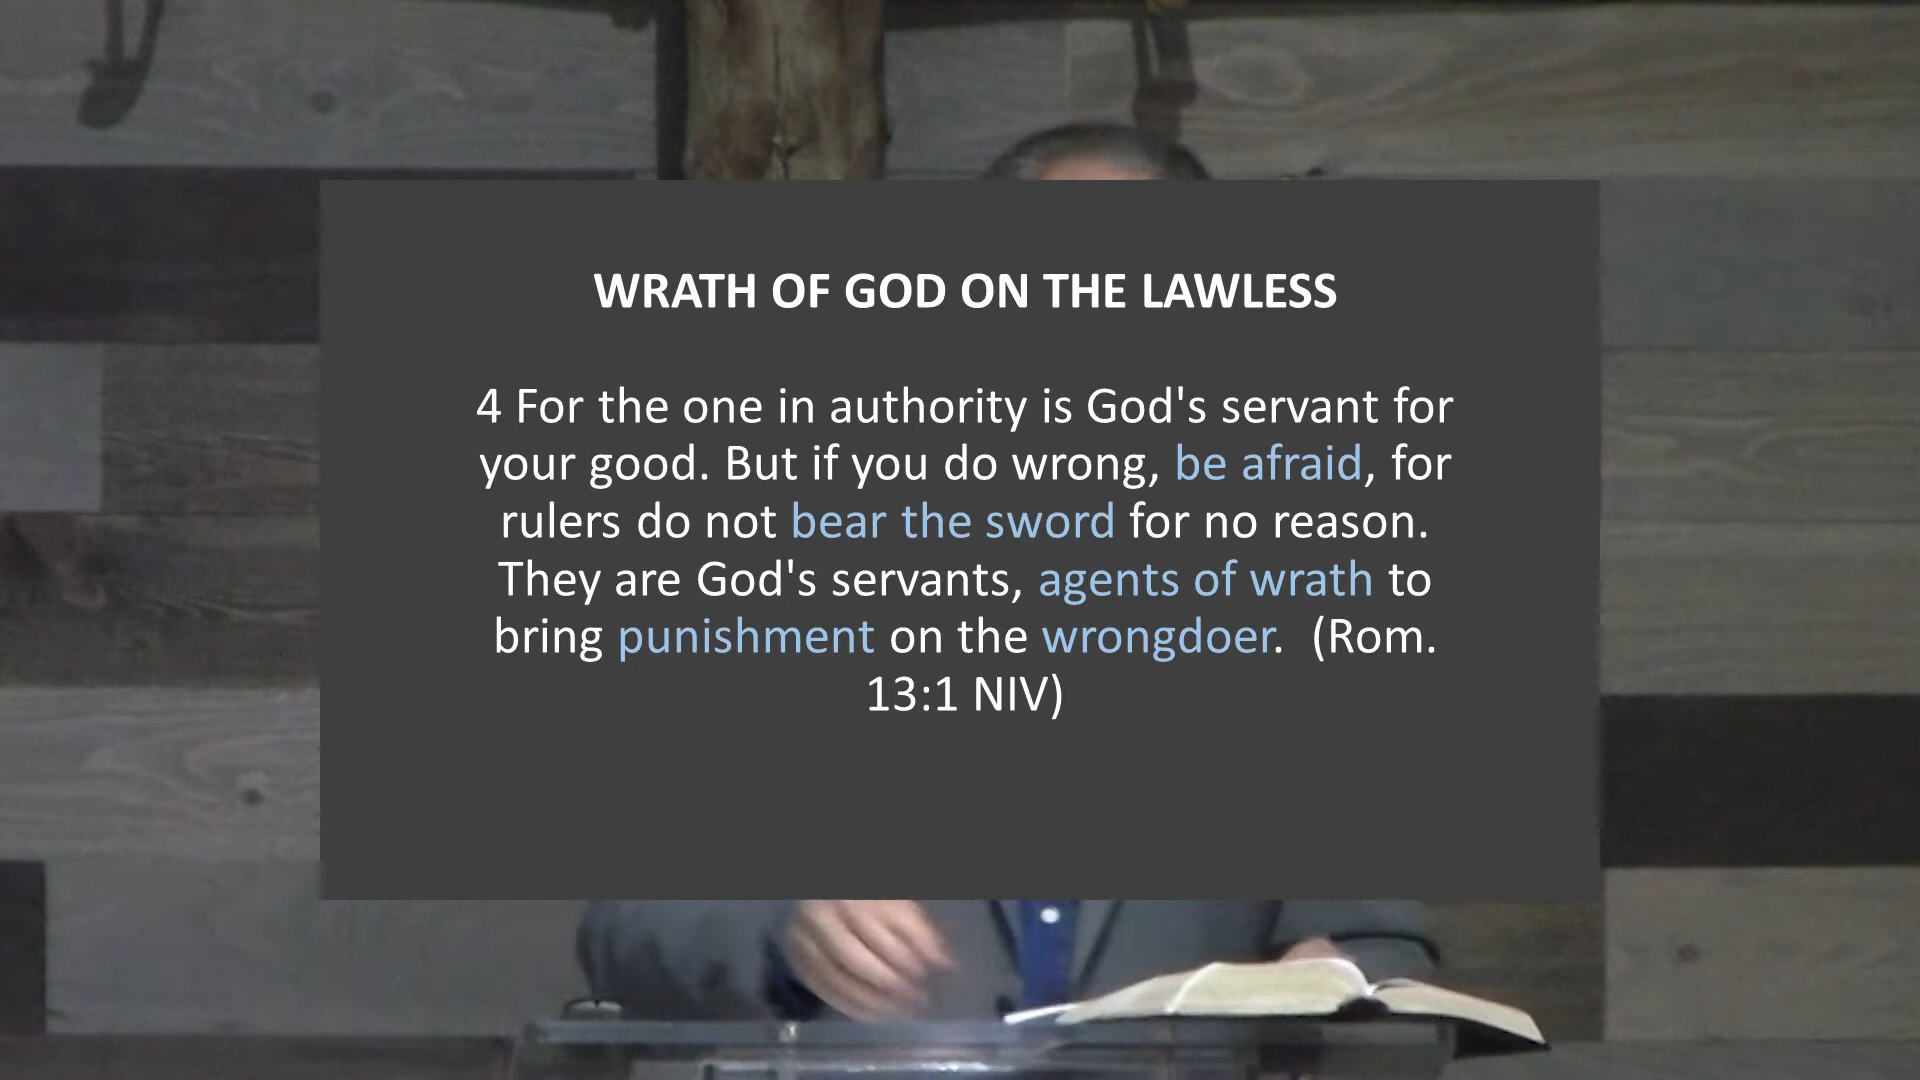 WRATH OF GOD ON THE LAWLESS
4 For the one in authority is God's servant for
your good. But if you do wrong, be afraid, for
rulers do not bear the sword for no reason.
They are God's servants, agents of wrath to
bring punishment on the wrongdoer.  (Rom.
13:1 NIV)